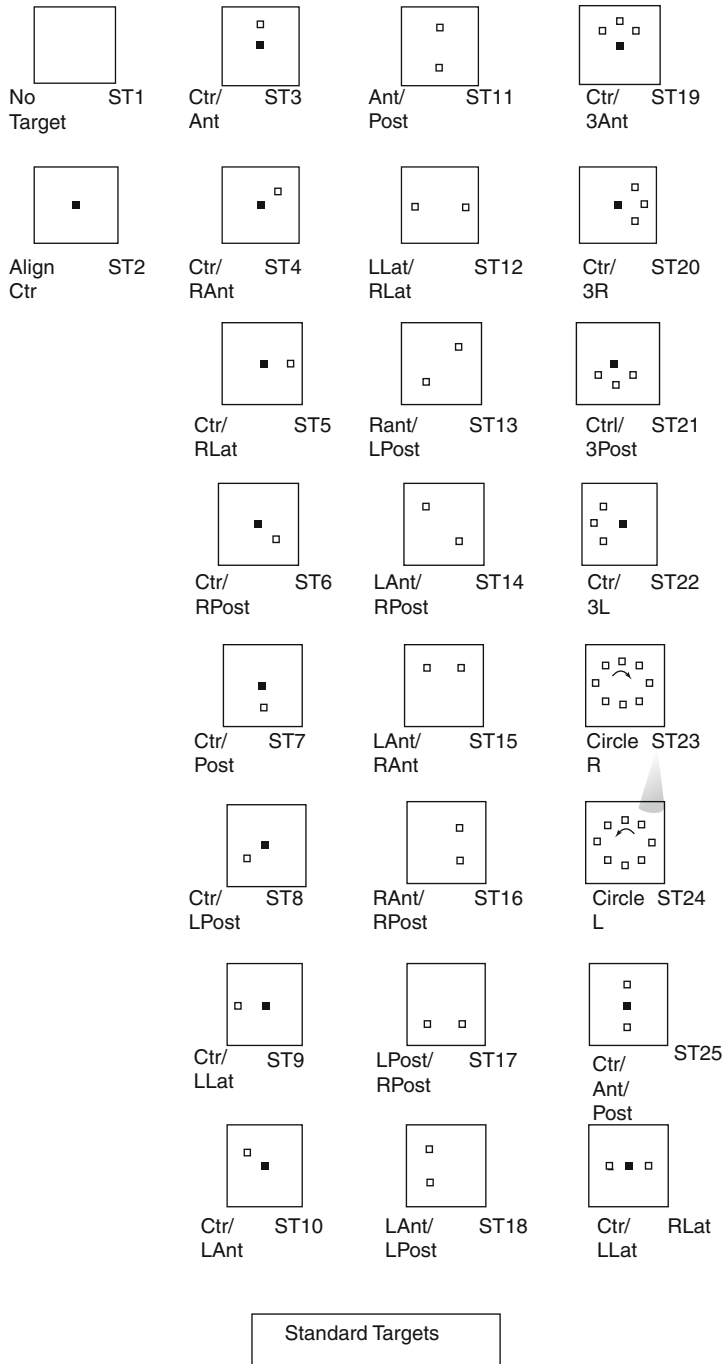 No ST1
Target
Ctr/ ST3
Ant
Ant/ ST11
Post
Ctr/ ST19
3Ant
Align ST2
Ctr
Ctr/ ST4
RAnt
LLat/ ST12
RLat
Ctr/ ST20
3R
Ctr/ ST5
RLat
Rant/ ST13
LPost
Ctrl/ ST21
3Post
Ctr/ ST6
RPost
LAnt/ ST14
RPost
Ctr/ ST22
3L
Ctr/ ST7
Post
LAnt/ ST15
RAnt
Circle ST23
R
Ctr/ ST8
LPost
RAnt/ ST16
RPost
Circle ST24
L
Ctr/ ST9
LLat
LPost/ ST17
RPost
ST25
Ctr/
Ant/
Post
Ctr/ ST10
LAnt
LAnt/ ST18
LPost
Ctr/ RLat
LLat
Standard Targets